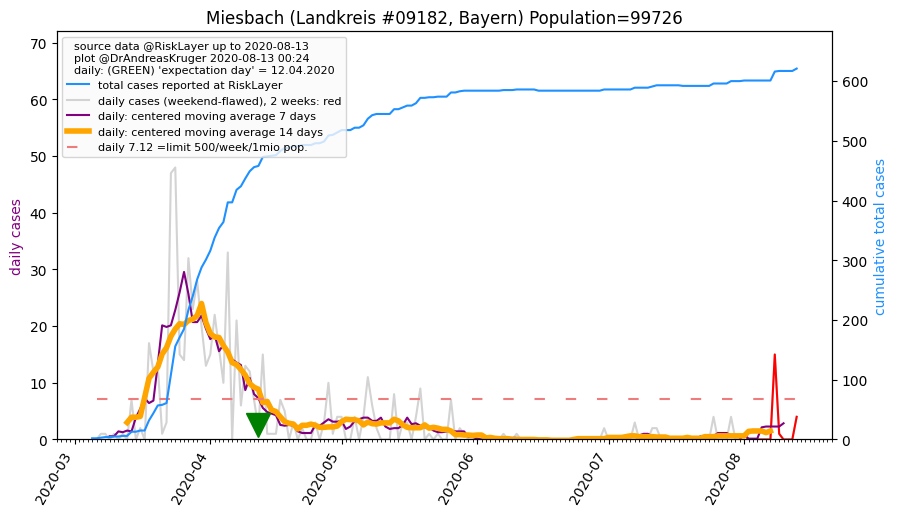 Miesbach (Landkreis #09182, Bayern) Population=99726
source data @RiskLayer up to 2020-08-13
plot @DrAndreasKruger 2020-08-13 00:24
daily: (GREEN) 'expectation day' = 12.04.2020
total cases reported at RiskLayer
daily cases (weekend-flawed), 2 weeks: red
daily: centered moving average 7 days
daily: centered moving average 14 days
daily 7.12 =limit 500/week/1mio pop.
daily cases
70
60
50
40
30
20
10
0
cumulative total cases
600
500
400
300
200
100
0
2020-03
2020-04
2020-05
2020-06
2020-07
2020-08